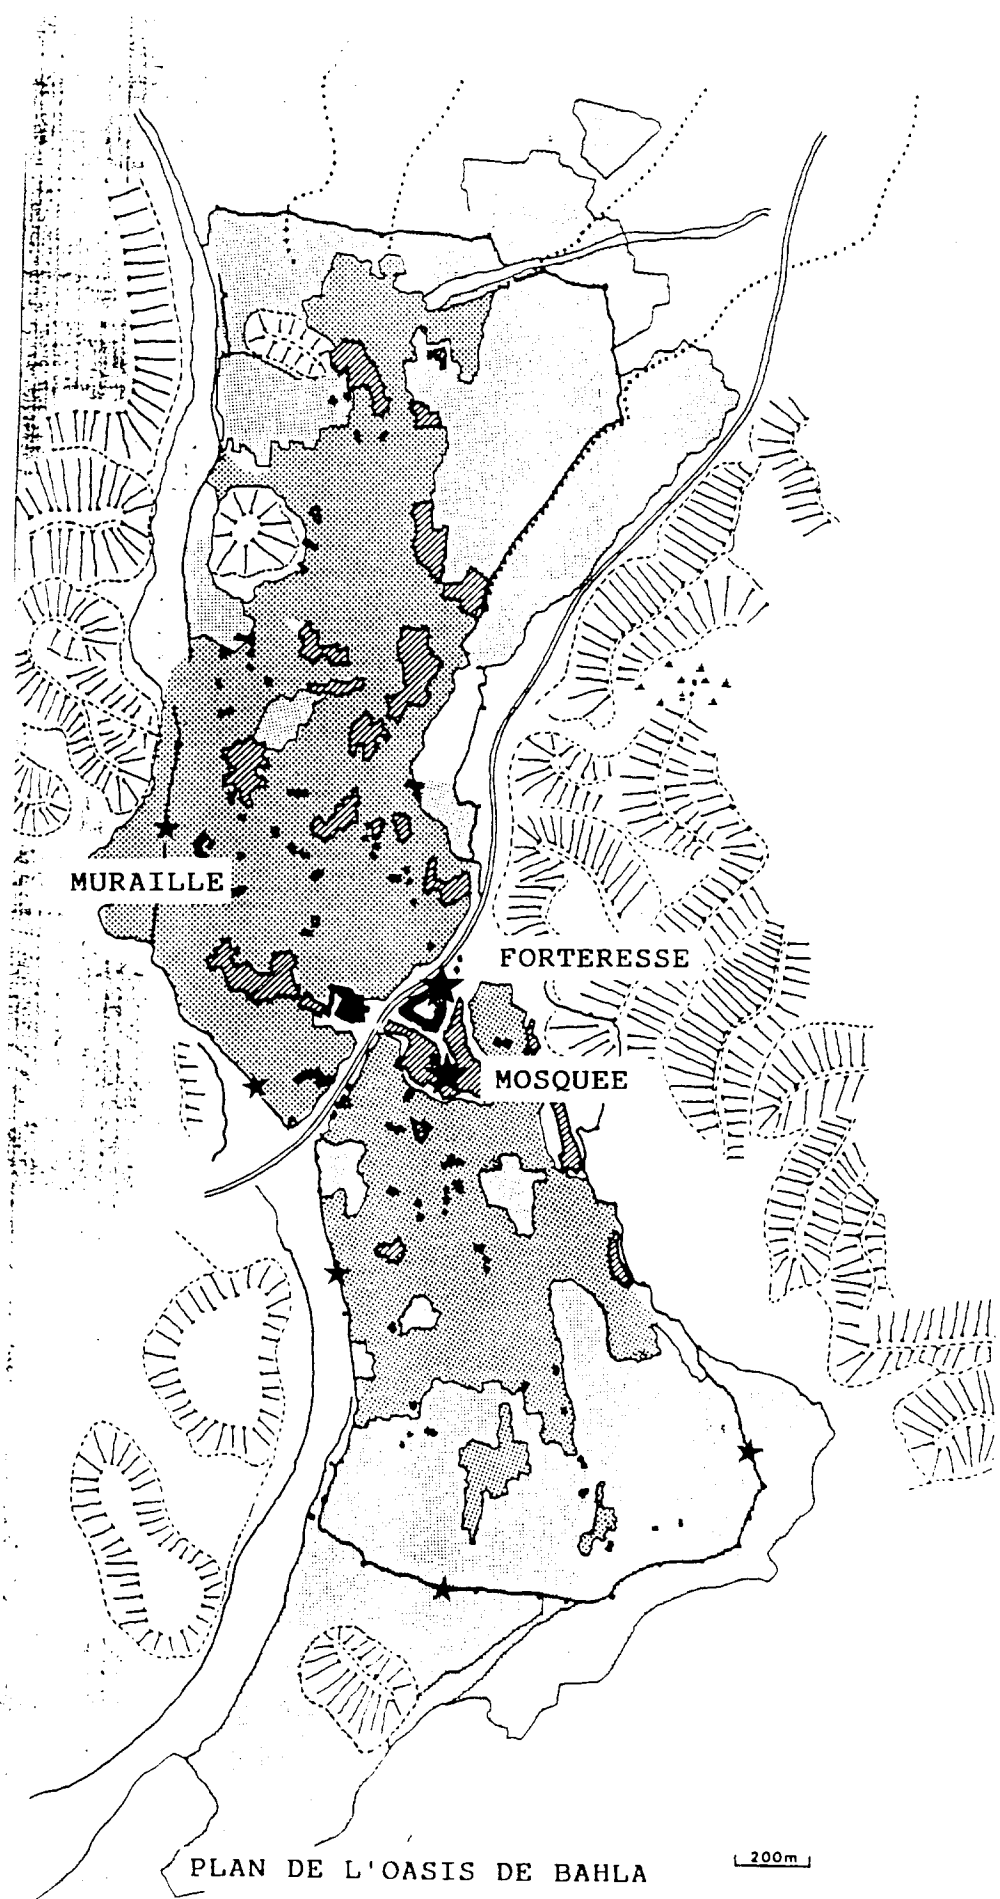 MURAILLE
FORTERESSE
MOSQUEE
PLAN DE L'OASIS DE BAHLA
200m